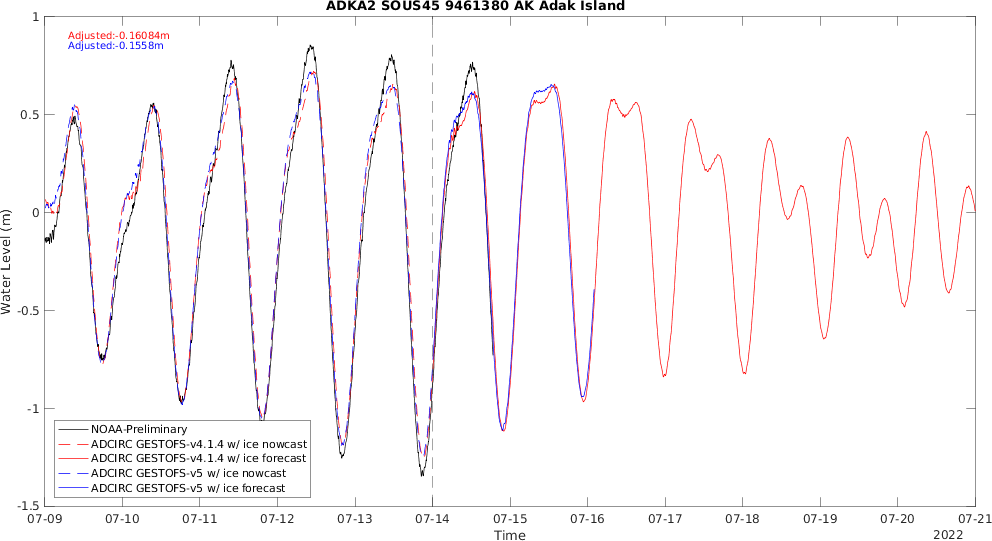 ADKA2 SOUS45 9461380 AK Adak Island
Adjusted:-0.16084m
Adjusted:-0.1558m
1
0.5
0
-0.5
-1
-1.5
Water Level (m)
NOAA-Preliminary
ADCIRC GESTOFS-v4.1.4 w/ ice nowcast
ADCIRC GESTOFS-v4.1.4 w/ ice forecast
ADCIRC GESTOFS-v5 w/ ice nowcast
ADCIRC GESTOFS-v5 w/ ice forecast
07-09 07-10 07-11 07-12 07-13 07-14 07-15 07-16 07-17 07-18 07-19 07-20 07-21
Time
2022